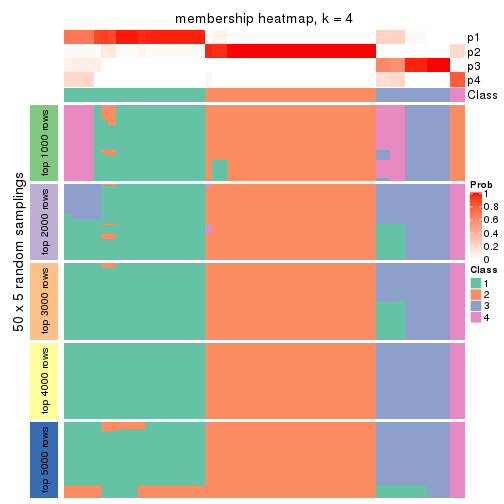 membership heatmap, k = 4
p1
p2
p3
p4
Class
50 x 5 random samplings
top 1000 rows
top 2000 rows
top 3000 rows
top 4000 rows
top 5000 rows
Prob
1
0.8
0.6
0.4
0.2
0
Class
1
2
3
4